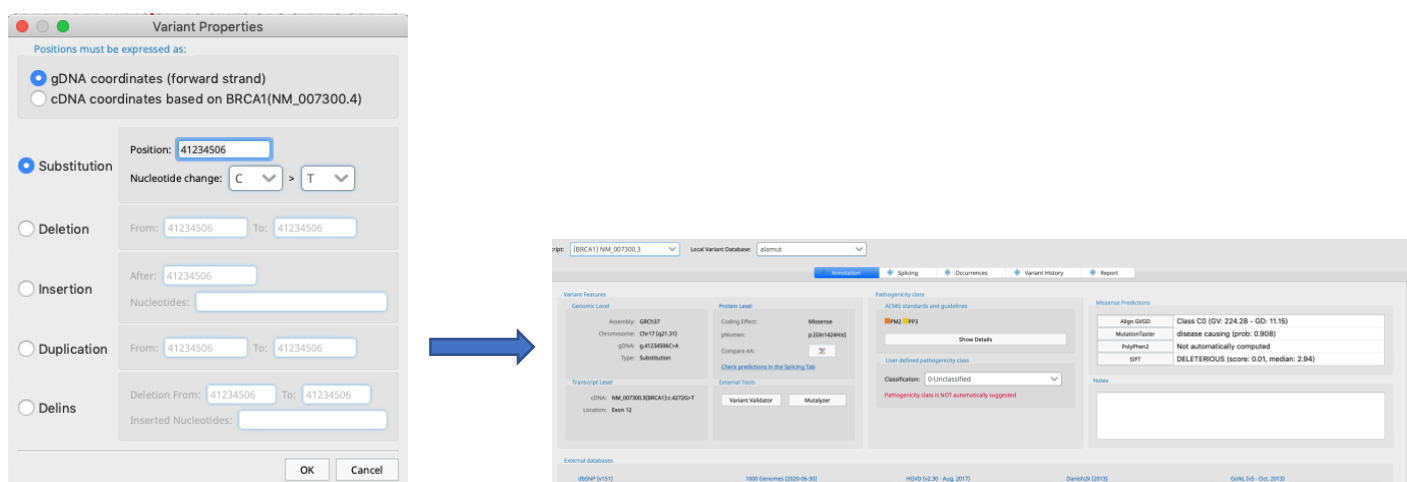 Variant Properties
Positions must be expressed as:
gDNA coordinates (forward strand)
cDNA coordinates based on BRCA1(NM_007300.4)
Substitution
Position: 41234506
Nucleotide change: C > T
Deletion
From: 41234506 To: 41234506
Insertion
After: 41234506
Nucleotides:
Duplication
From: 41234506 To: 41234506
Delins
Deletion From: 41234506 To: 41234506
Inserted Nucleotides:
OK Cancel
cript: (BRCA1) NM_007300.3 Local Variant Database: alamut
Annotation Splicing Occurrences Variant History Report
Variant Features
Genomic Level
Assembly: GRCh37
Chromosome: Chr17 (q21.31)
gDNA: g.41234506C>A
Type: Substitution
Protein Level
Coding Effect: Missense
pNomen: p.(Gln1424His)
Compare AA:
Check predictions in the Splicing Tab
Transcript Level
cDNA: NM_007300.3(BRCA1):c.4272G>T
Location: Exon 12
External Tools
Variant Validator Mutalyzer
Pathogenicity class
ACMG standards and guidelines
PM2 PP3
Show Details
User defined pathogenicity class
Classification: 0-Unclassified
Pathogenicity class is NOT automatically suggested
Missense Predictions
Align GVGD Class C0 (GV: 224.28 - GD: 11.15)
MutationTaster disease causing (prob: 0.908)
PolyPhen2 Not automatically computed
SIFT DELETERIOUS (score: 0.01, median: 2.94)
Notes
External databases
dbSNP (v151) 1000 Genomes (2020-06-30) HGVD (v2.30 - Aug. 2017) Danish2k (2013) GoNL (v5 - Oct. 2013)